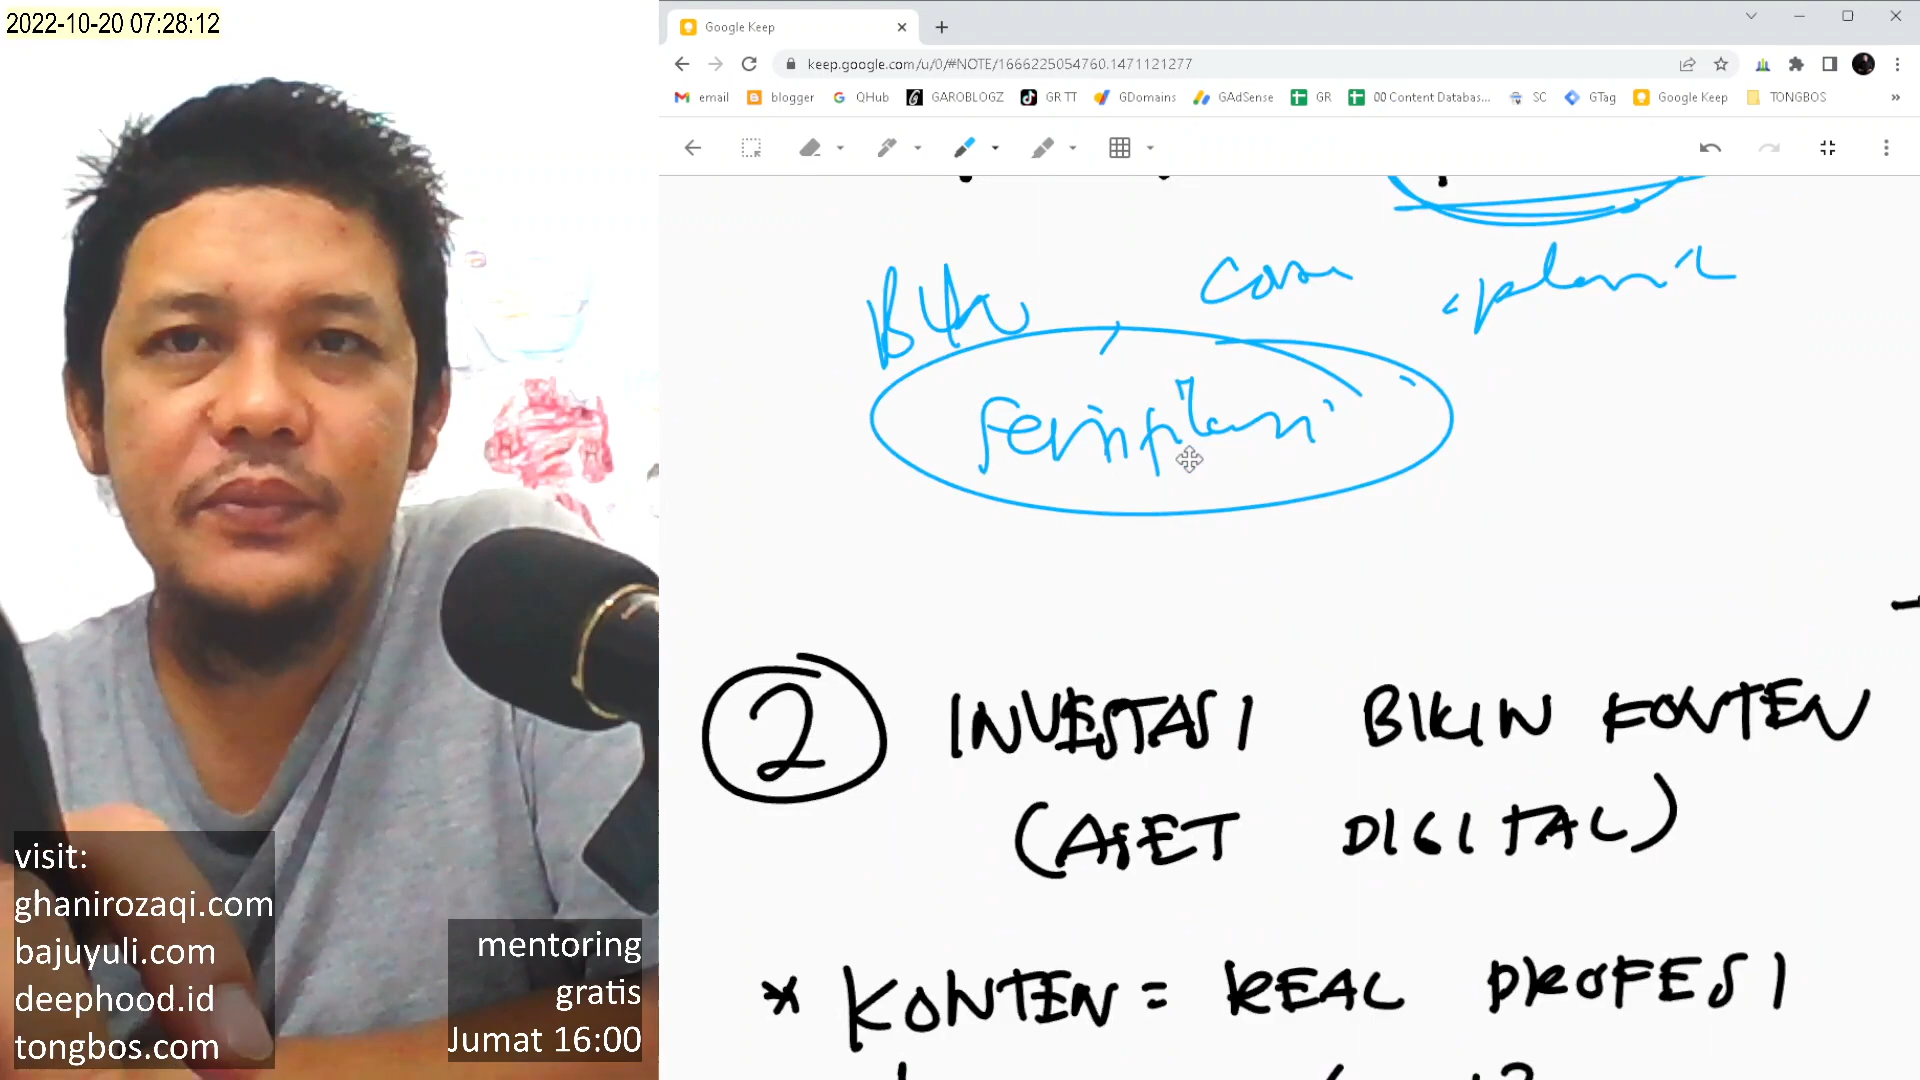 2022-10-20 07:28:12
Google Keep
keep.google.com/u/0/#NOTE/1666225054760.1471121277
email blogger QHub GAROBLOGZ GR TT GDomains GAdSense GR 00 Content Databas... SC GTag Google Keep TONGBOS »
2 INVESTASI BIKIN KONTEN
(ASET DIGITAL)
* KONTEN = REAL PROFESI
visit:
ghanirozaqi.com
bajuyuli.com
deephood.id
tongbos.com
mentoring
gratis
Jumat 16:00